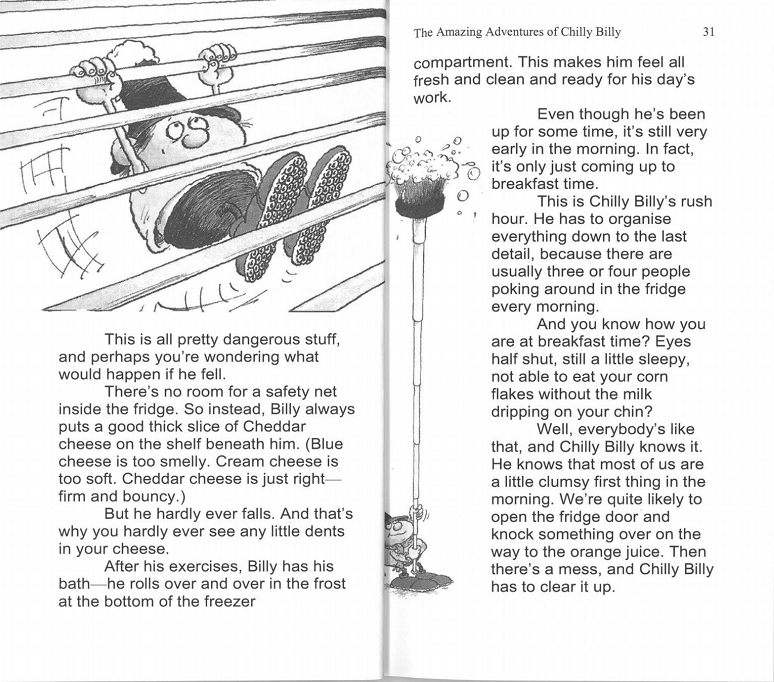 This is all pretty dangerous stuff,
and perhaps you're wondering what
would happen if he fell.
There's no room for a safety net
inside the fridge. So instead, Billy always
puts a good thick slice of Cheddar
cheese on the shelf beneath him. (Blue
cheese is too smelly. Cream cheese is
too soft. Cheddar cheese is just right—
firm and bouncy.)
But he hardly ever falls. And that's
why you hardly ever see any little dents
in your cheese.
After his exercises, Billy has his
bath—he rolls over and over in the frost
at the bottom of the freezer
The Amazing Adventures of Chilly Billy 31
compartment. This makes him feel all
fresh and clean and ready for his day's
work.
Even though he's been
up for some time, it's still very
early in the morning. In fact,
it's only just coming up to
breakfast time.
This is Chilly Billy's rush
hour. He has to organise
everything down to the last
detail, because there are
usually three or four people
poking around in the fridge
every morning.
And you know how you
are at breakfast time? Eyes
half shut, still a little sleepy,
not able to eat your corn
flakes without the milk
dripping on your chin?
Well, everybody's like
that, and Chilly Billy knows it.
He knows that most of us are
a little clumsy first thing in the
morning. We're quite likely to
open the fridge door and
knock something over on the
way to the orange juice. Then
there's a mess, and Chilly Billy
has to clear it up.